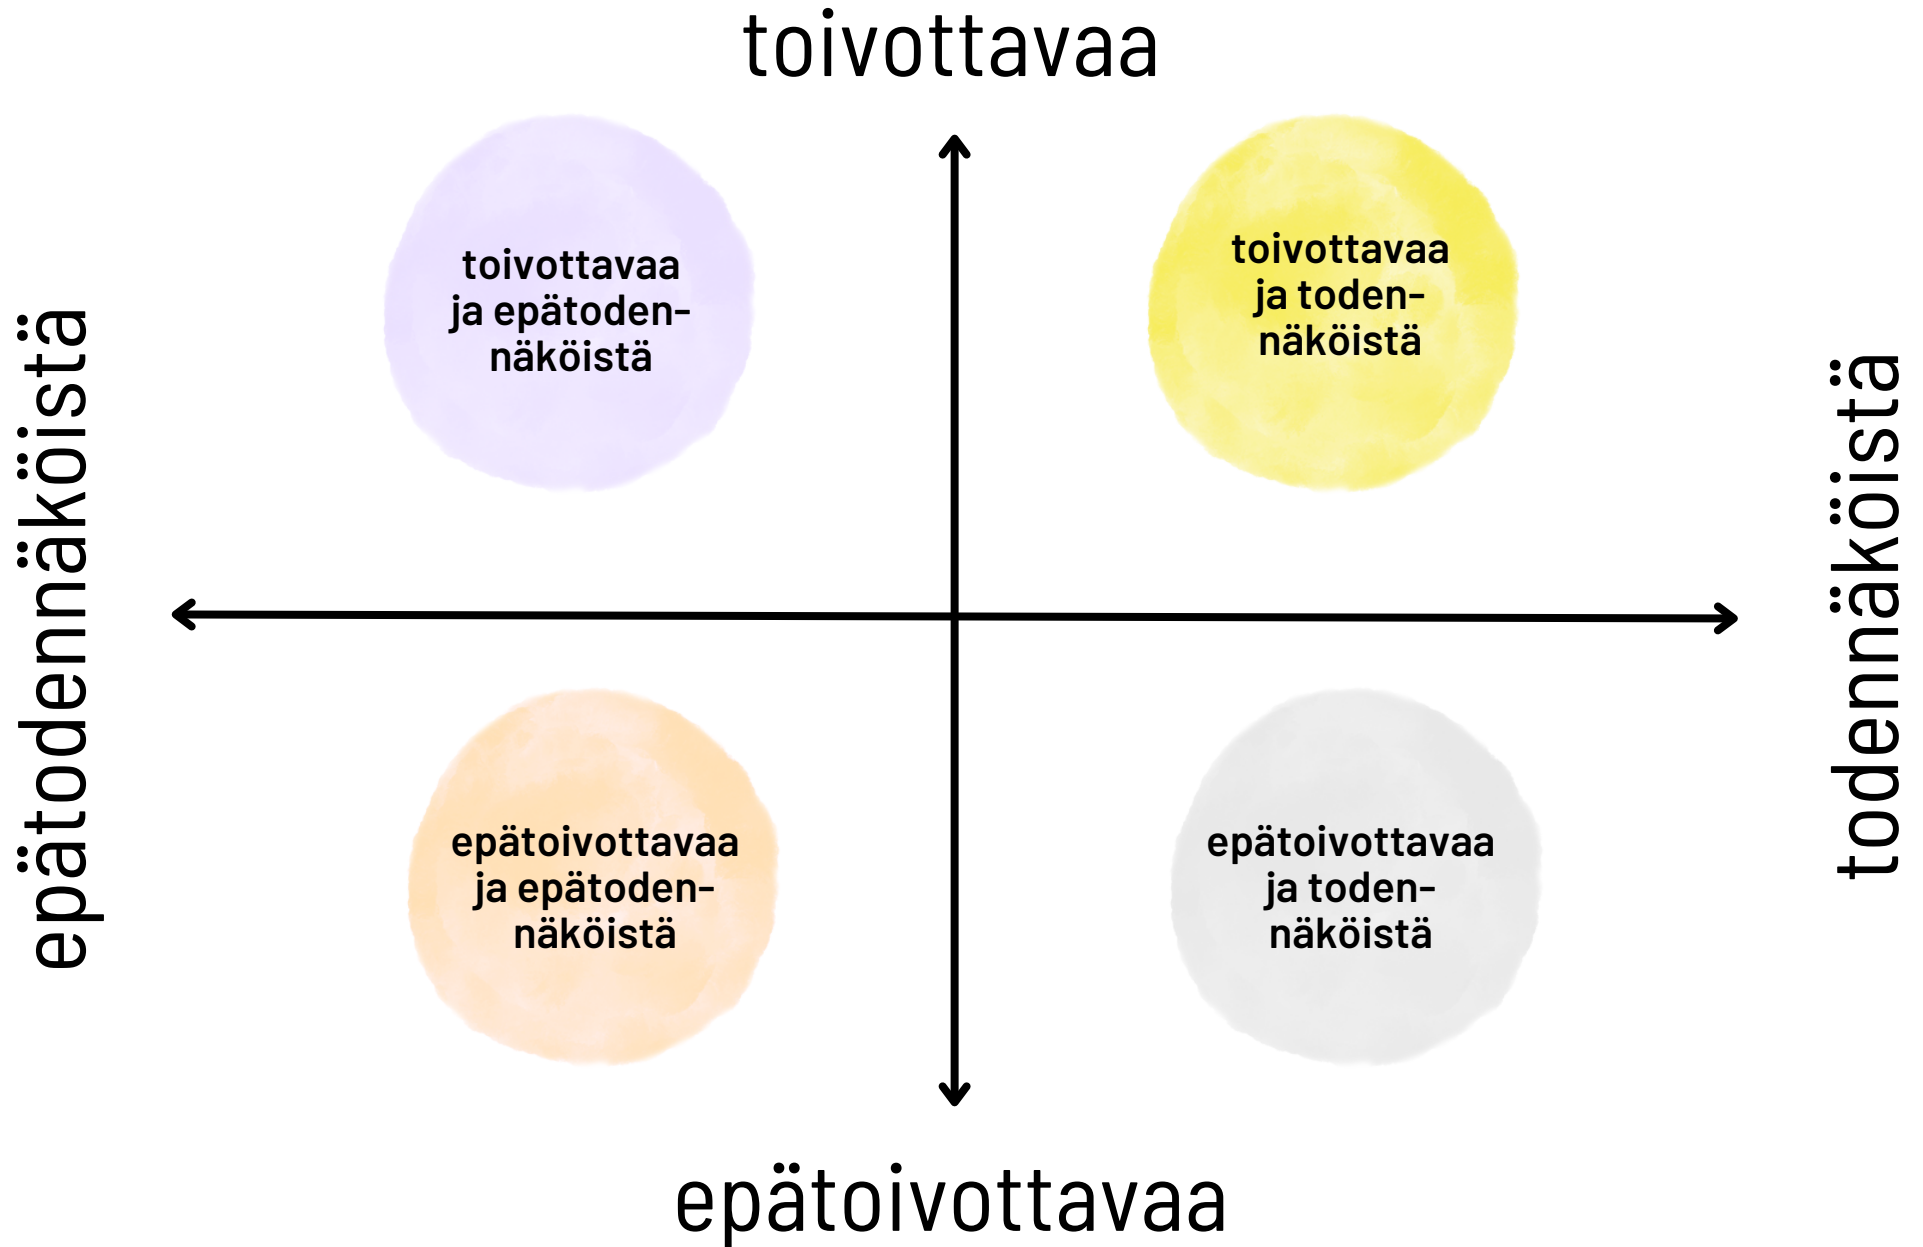 toivottavaa
toivottavaa
ja epätoden-
näköistä
toivottavaa
ja toden-
näköistä
epätodennäköistä
todennäköistä
epätoivottavaa
ja epätoden-
näköistä
epätoivottavaa
ja toden-
näköistä
epätoivottavaa